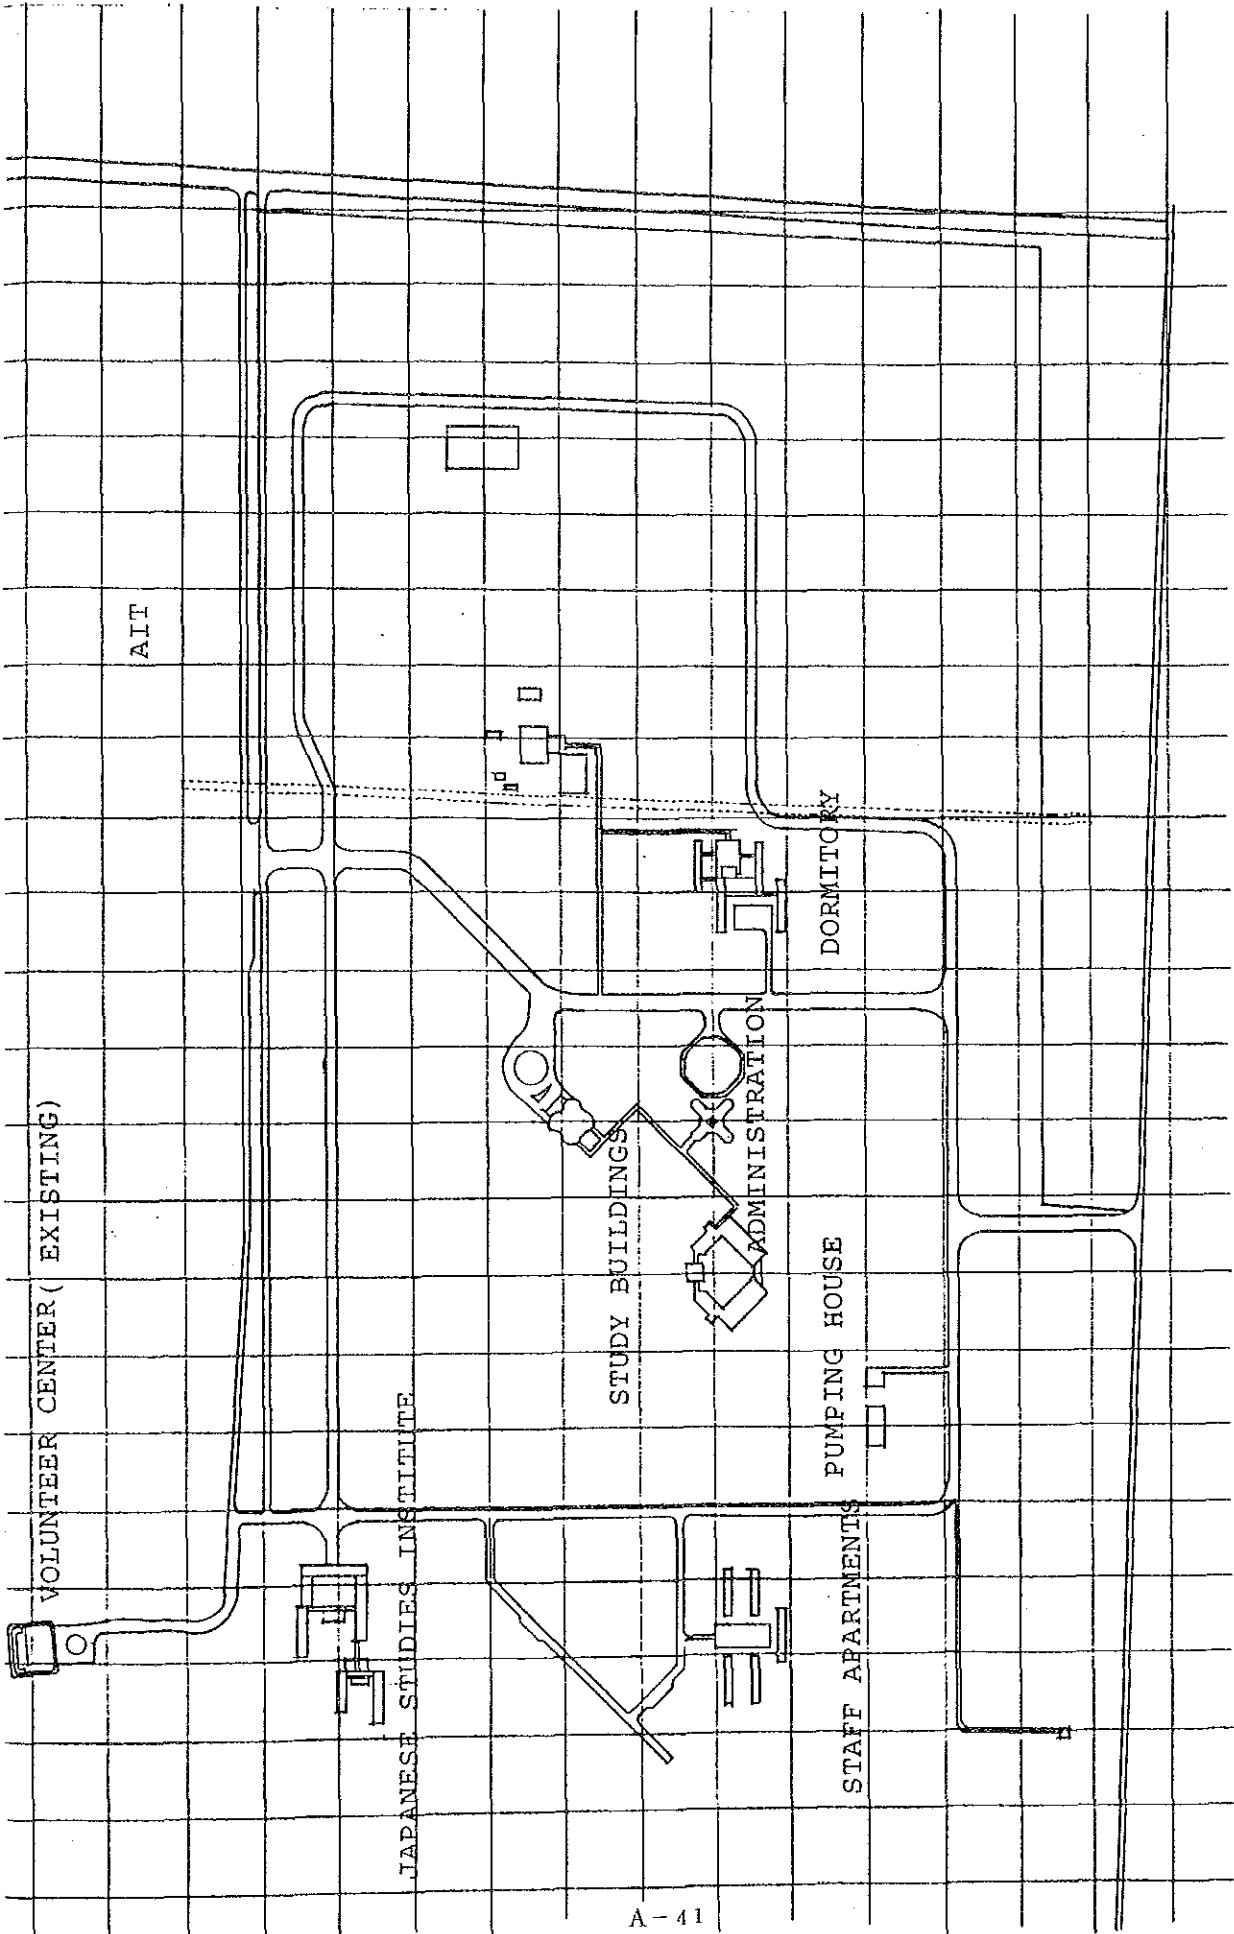 AIT
VOLUNTEER CENTER( EXISTING)
JAPANESE STUDIES INSTITUTE
STUDY BUILDINGS
ADMINISTRATION
DORMITORY
PUMPING HOUSE
STAFF APARTMENTS
A-41